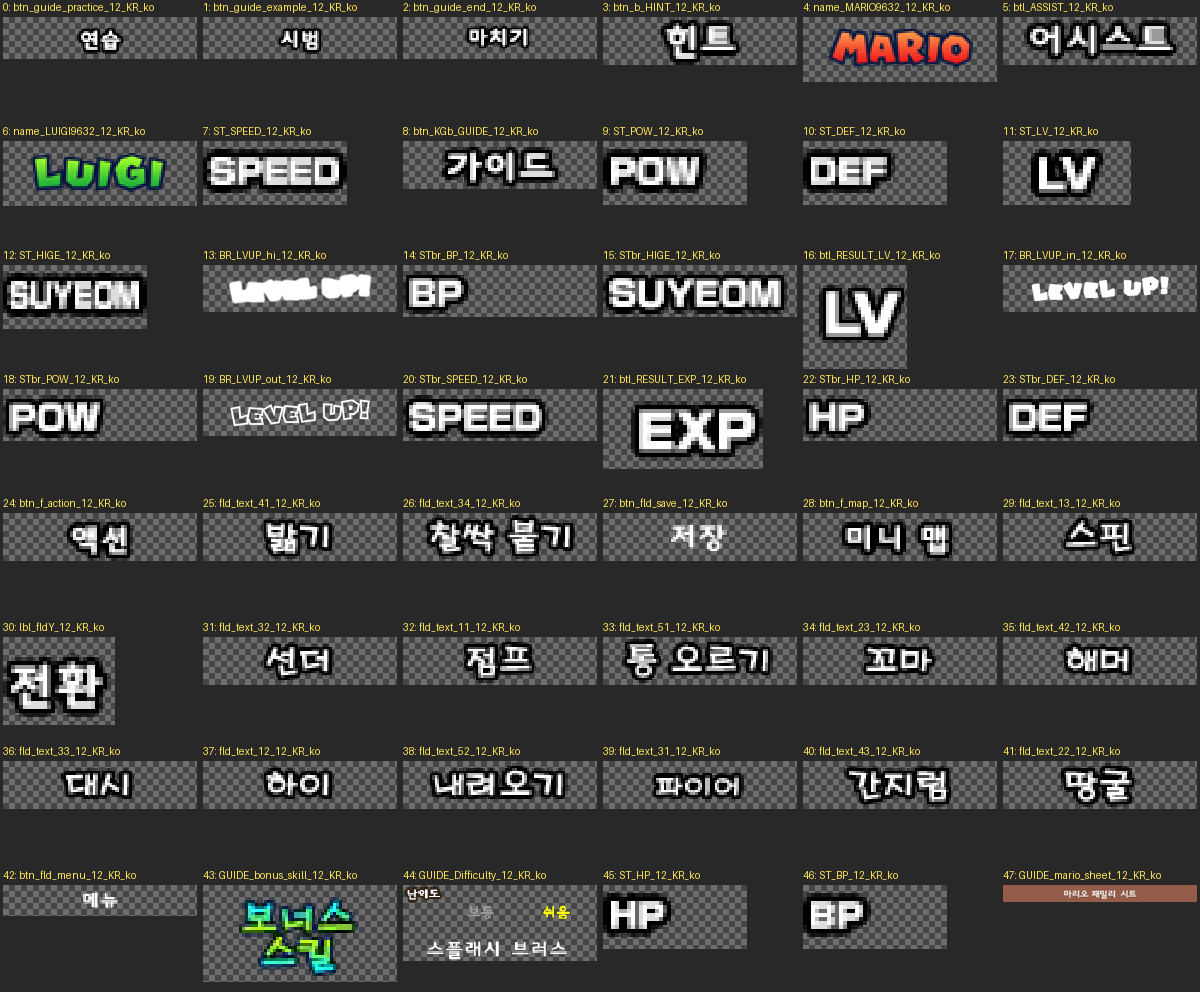 0: btn_guide_practice_12_KR_ko
연습
1: btn_guide_example_12_KR_ko
시범
2: btn_guide_end_12_KR_ko
마치기
3: btn_b_HINT_12_KR_ko
힌트
4: name_MARIO9632_12_KR_ko
MARIO
5: btl_ASSIST_12_KR_ko
어시스트
6: name_LUIGI9632_12_KR_ko
LUIGI
7: ST_SPEED_12_KR_ko
SPEED
8: btn_KGb_GUIDE_12_KR_ko
가이드
9: ST_POW_12_KR_ko
POW
10: ST_DEF_12_KR_ko
DEF
11: ST_LV_12_KR_ko
LV
12: ST_HIGE_12_KR_ko
SUYEOM
13: BR_LVUP_hi_12_KR_ko
LEVEL UP!
14: STbr_BP_12_KR_ko
BP
15: STbr_HIGE_12_KR_ko
SUYEOM
16: btl_RESULT_LV_12_KR_ko
LV
17: BR_LVUP_in_12_KR_ko
LEVEL UP!
18: STbr_POW_12_KR_ko
POW
19: BR_LVUP_out_12_KR_ko
LEVEL UP!
20: STbr_SPEED_12_KR_ko
SPEED
21: btl_RESULT_EXP_12_KR_ko
EXP
22: STbr_HP_12_KR_ko
HP
23: STbr_DEF_12_KR_ko
DEF
24: btn_f_action_12_KR_ko
액션
25: fld_text_41_12_KR_ko
밟기
26: fld_text_34_12_KR_ko
찰싹 붙기
27: btn_fld_save_12_KR_ko
저장
28: btn_f_map_12_KR_ko
미니 맵
29: fld_text_13_12_KR_ko
스핀
30: lbl_fldY_12_KR_ko
전환
31: fld_text_32_12_KR_ko
선더
32: fld_text_11_12_KR_ko
점프
33: fld_text_51_12_KR_ko
통 오르기
34: fld_text_23_12_KR_ko
꼬마
35: fld_text_42_12_KR_ko
해머
36: fld_text_33_12_KR_ko
대시
37: fld_text_12_12_KR_ko
하이
38: fld_text_52_12_KR_ko
내려오기
39: fld_text_31_12_KR_ko
파이어
40: fld_text_43_12_KR_ko
간지럼
41: fld_text_22_12_KR_ko
땅굴
42: btn_fld_menu_12_KR_ko
메뉴
43: GUIDE_bonus_skill_12_KR_ko
보너스
스킬
44: GUIDE_Difficulty_12_KR_ko
난이도
보통 쉬움
스플래시 브러스
45: ST_HP_12_KR_ko
HP
46: ST_BP_12_KR_ko
BP
47: GUIDE_mario_sheet_12_KR_ko
마리오 패밀리 시트